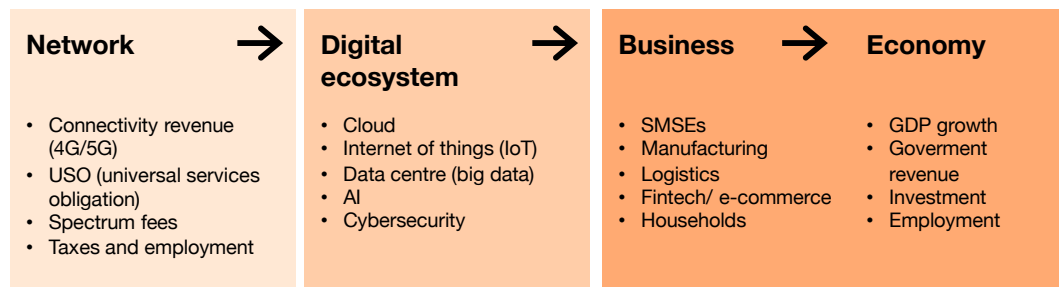 Network
• Connectivity revenue
(4G/5G)
• USO (universal services
obligation)
• Spectrum fees
• Taxes and employment
Digital
ecosystem
• Cloud
• Internet of things (IoT)
• Data centre (big data)
• AI
• Cybersecurity
Business
• SMSEs
• Manufacturing
• Logistics
• Fintech/ e-commerce
• Households
Economy
• GDP growth
• Goverment
revenue
• Investment
• Employment